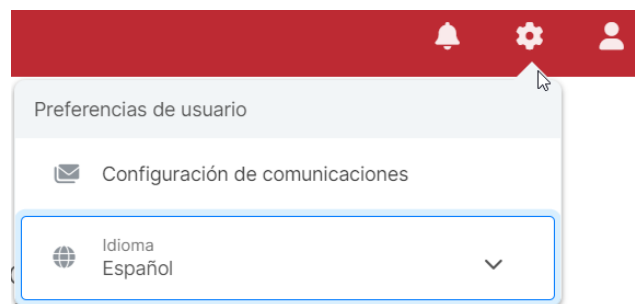 Preferencias de usuario
Configuración de comunicaciones
Idioma
Español